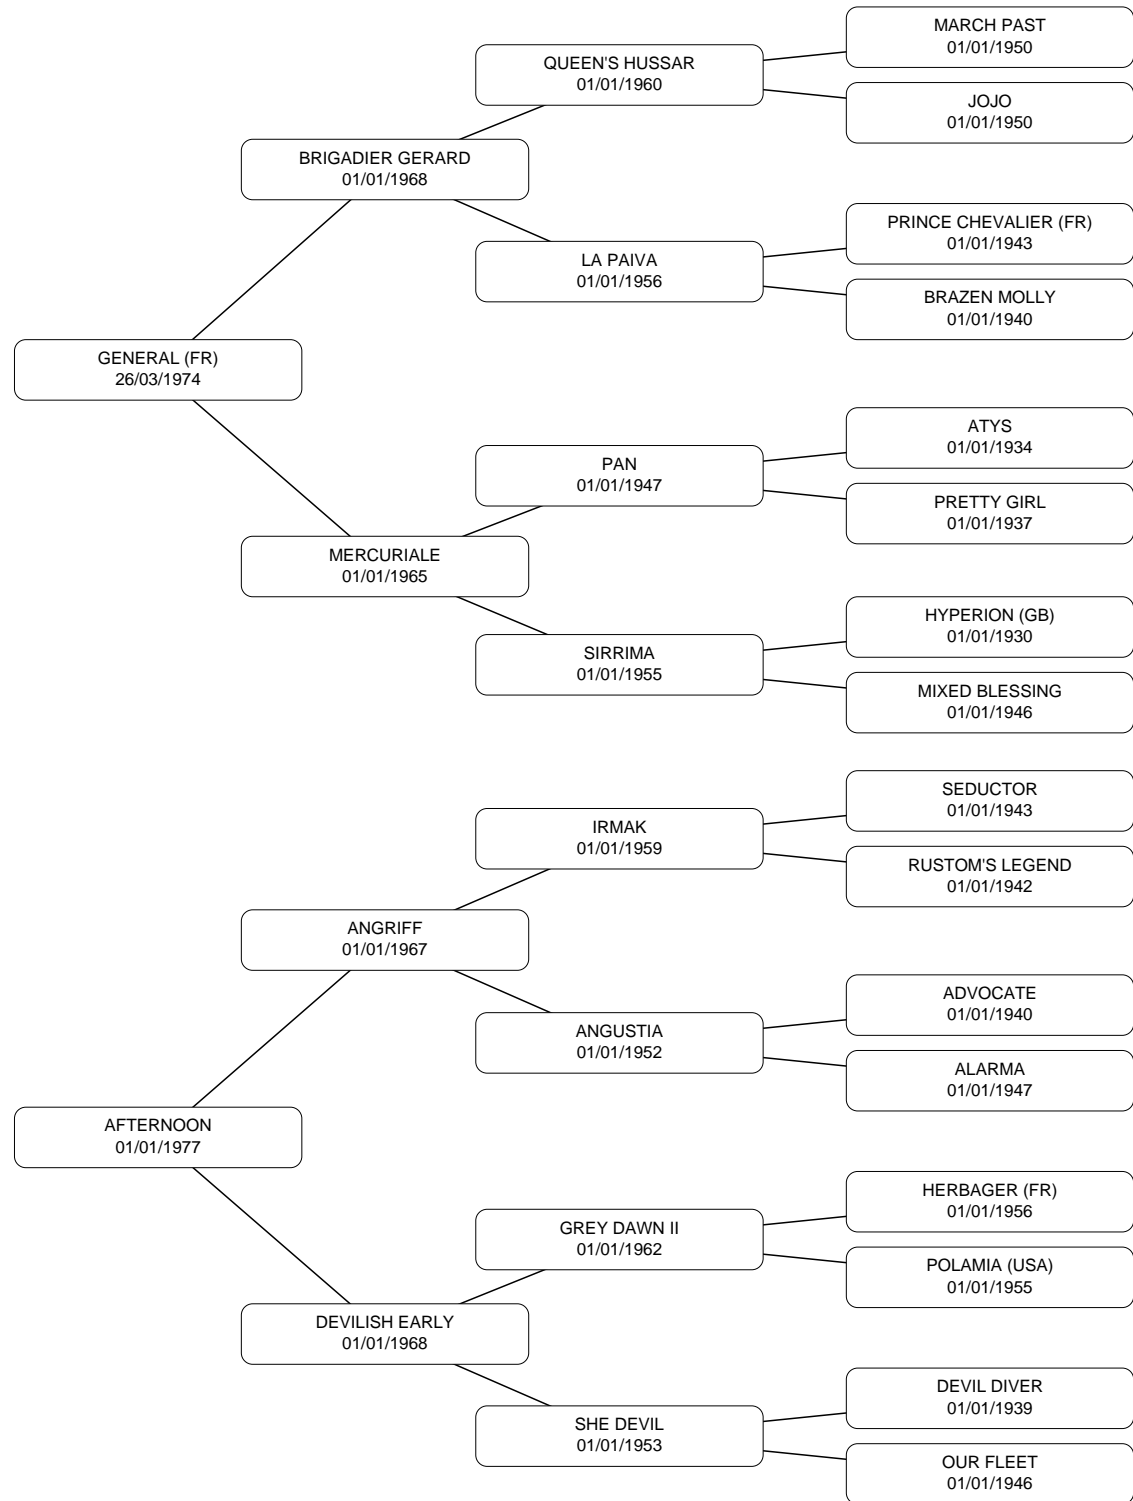 MARCH PAST
01/01/1950
QUEEN'S HUSSAR
01/01/1960
JOJO
01/01/1950
BRIGADIER GERARD
01/01/1968
PRINCE CHEVALIER (FR)
01/01/1943
LA PAIVA
01/01/1956
BRAZEN MOLLY
01/01/1940
GENERAL (FR)
26/03/1974
ATYS
01/01/1934
PAN
01/01/1947
PRETTY GIRL
01/01/1937
MERCURIALE
01/01/1965
HYPERION (GB)
01/01/1930
SIRRIMA
01/01/1955
MIXED BLESSING
01/01/1946
SEDUCTOR
01/01/1943
IRMAK
01/01/1959
RUSTOM'S LEGEND
01/01/1942
ANGRIFF
01/01/1967
ADVOCATE
01/01/1940
ANGUSTIA
01/01/1952
ALARMA
01/01/1947
AFTERNOON
01/01/1977
HERBAGER (FR)
01/01/1956
GREY DAWN II
01/01/1962
POLAMIA (USA)
01/01/1955
DEVILISH EARLY
01/01/1968
DEVIL DIVER
01/01/1939
SHE DEVIL
01/01/1953
OUR FLEET
01/01/1946